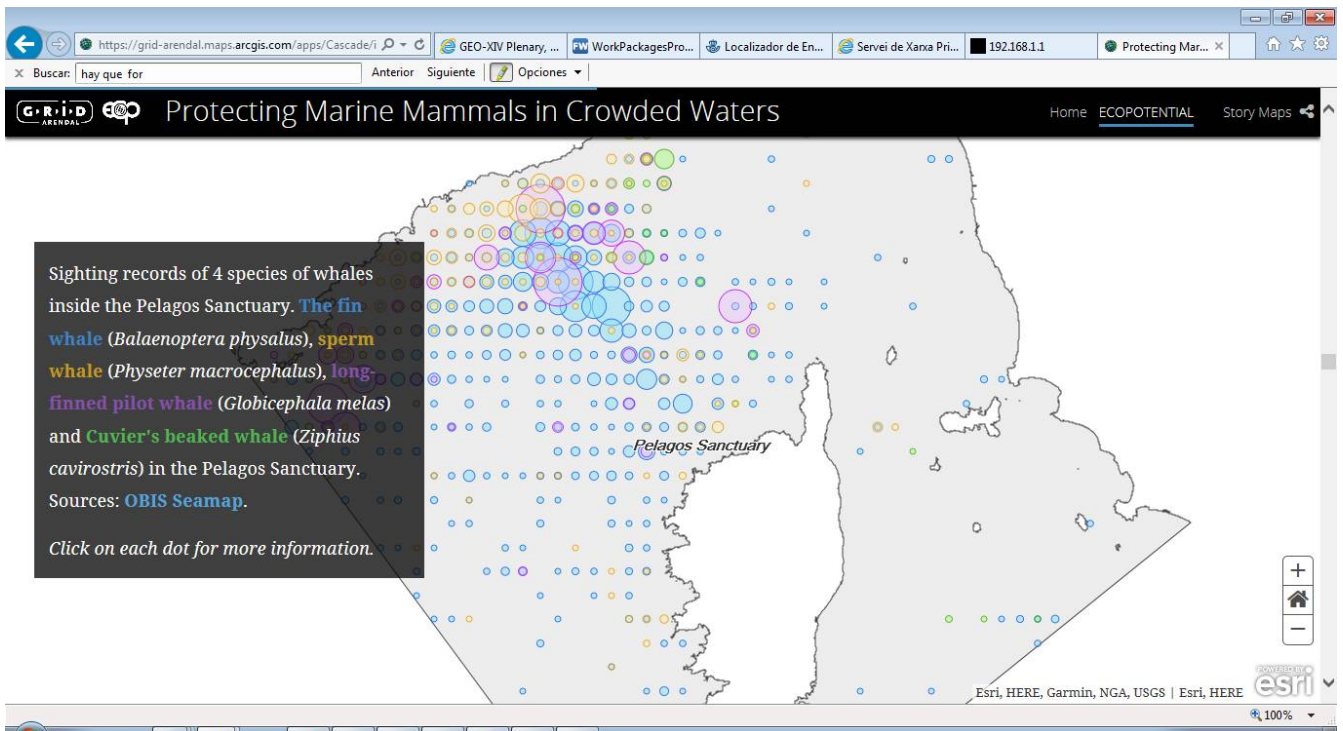 https://grid-arendal.maps.arcgis.com/apps/Cascade/i
GEO-XIV Plenary, ...
WorkPackagesPro...
Localizador de En...
Servei de Xarxa Pri...
192.168.1.1
Protecting Mar...
X Buscar: hay que for Anterior Siguiente Opciones
G·R·I·D ARENDAL
Protecting Marine Mammals in Crowded Waters
Home ECOPOTENTIAL Story Maps
Sighting records of 4 species of whales
inside the Pelagos Sanctuary. The fin
whale (Balaenoptera physalus), sperm
whale (Physeter macrocephalus), long-
finned pilot whale (Globicephala melas)
and Cuvier's beaked whale (Ziphius
cavirostris) in the Pelagos Sanctuary.
Sources: OBIS Seamap.
Click on each dot for more information.
Pelagos Sanctuary
POWERED BY
esri
Esri, HERE, Garmin, NGA, USGS | Esri, HERE
100%